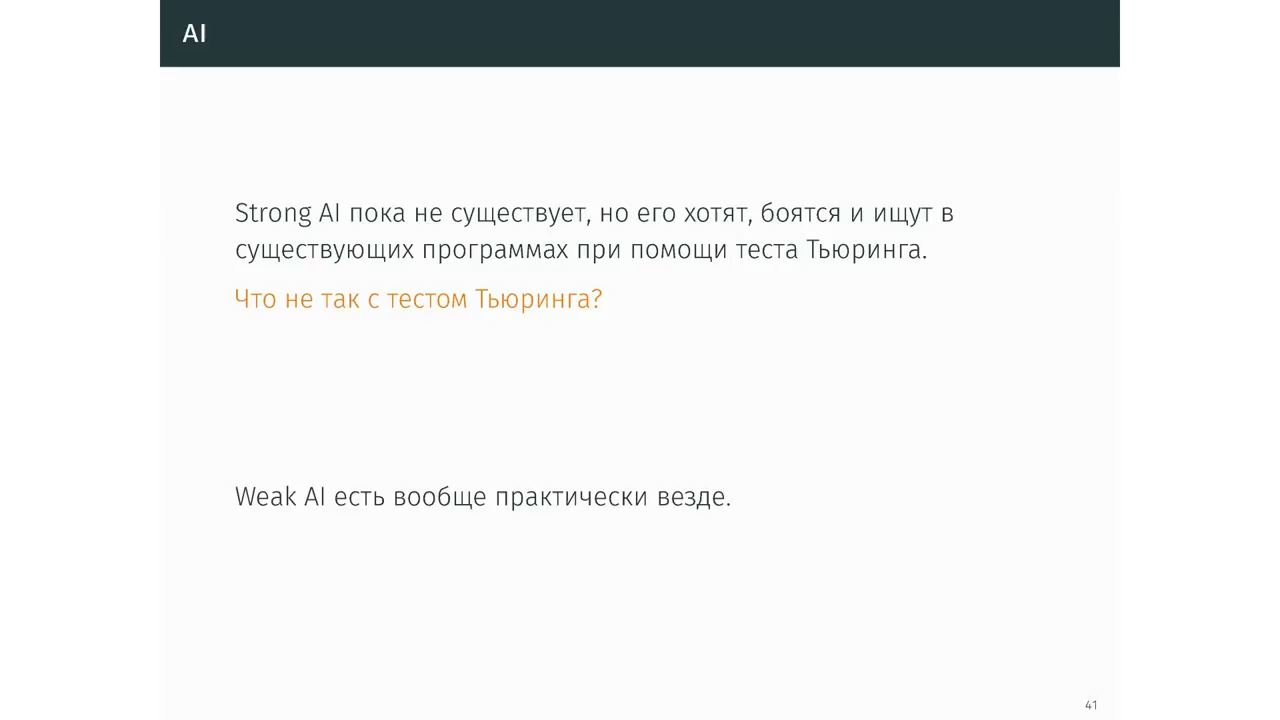 AI
Strong AI пока не существует, но его хотят, боятся и ищут в
существующих программах при помощи теста Тьюринга.
Что не так с тестом Тьюринга?
Weak AI есть вообще практически везде.
41